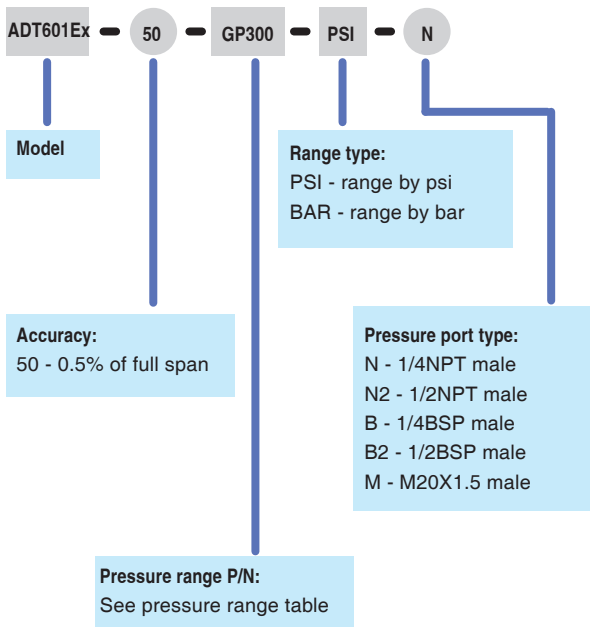 ADT601Ex - 50 - GP300 - PSI - N
Model
Range type:
PSI - range by psi
BAR - range by bar
Accuracy:
50 - 0.5% of full span
Pressure port type:
N - 1/4NPT male
N2 - 1/2NPT male
B - 1/4BSP male
B2 - 1/2BSP male
M - M20X1.5 male
Pressure range P/N:
See pressure range table